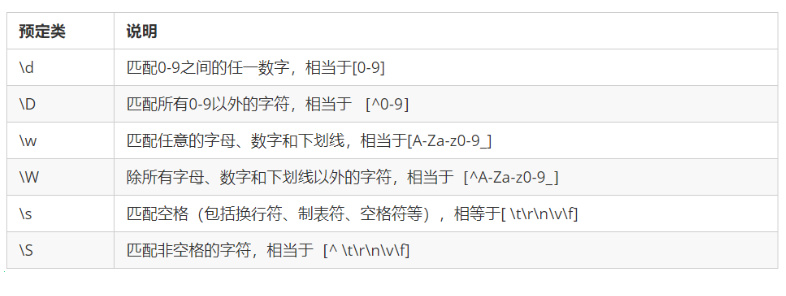 预定类 说明
\d 匹配0-9之间的任一数字，相当于[0-9]
\D 匹配所有0-9以外的字符，相当于 [^0-9]
\w 匹配任意的字母、数字和下划线，相当于[A-Za-z0-9_]
\W 除所有字母、数字和下划线以外的字符，相当于 [^A-Za-z0-9_]
\s 匹配空格（包括换行符、制表符、空格符等），相等于[ \t\r\n\v\f]
\S 匹配非空格的字符，相当于 [^ \t\r\n\v\f]